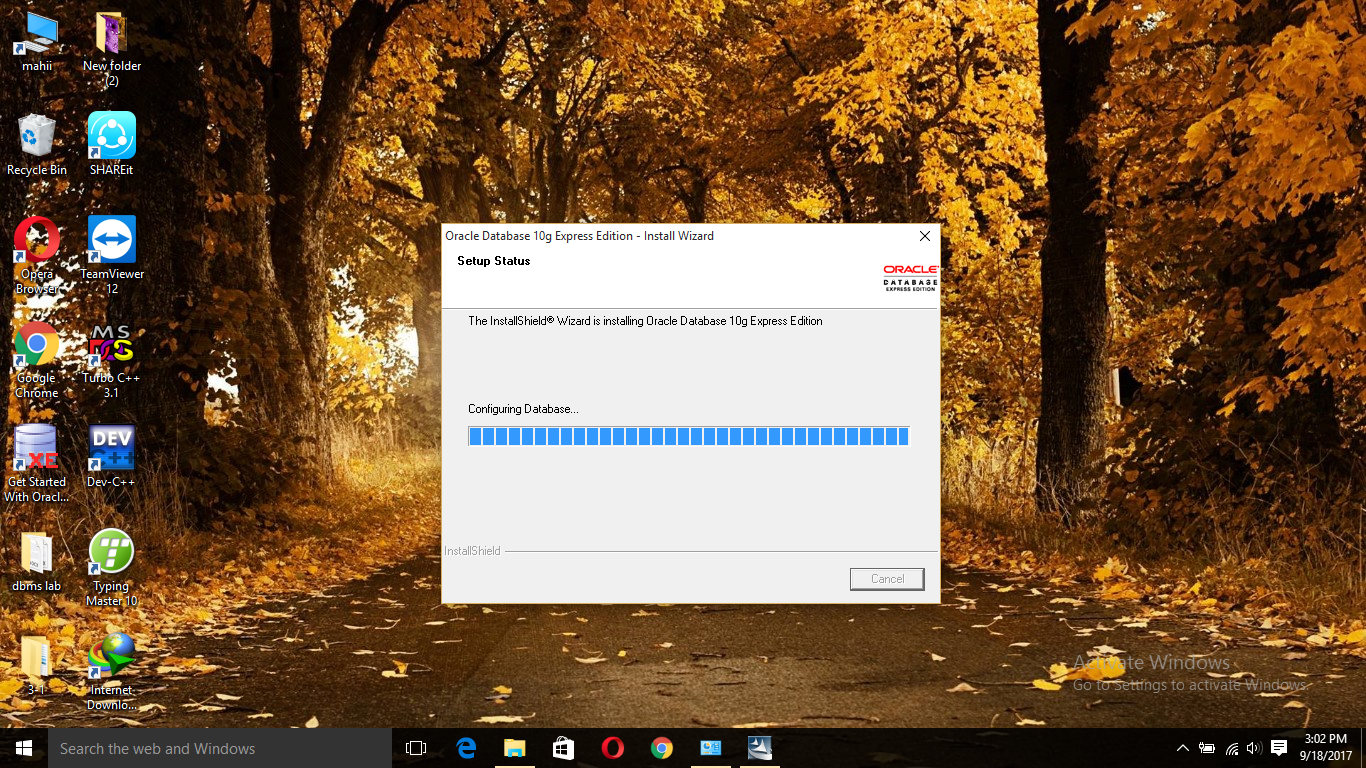 mahii
New folder
(2)
Recycle Bin
SHAREit
Opera
Browser
TeamViewer
12
Google
Chrome
MS
Turbo C++
3.1
XE
Get Started
With Oracl...
DEV
C++
Dev-C++
dbms lab
Typing
Master 10
3-1
Internet
Downlo...
Oracle Database 10g Express Edition - Install Wizard
Setup Status
ORACLE
DATABASE
EXPRESS EDITION
The InstallShield® Wizard is installing Oracle Database 10g Express Edition
Configuring Database...
InstallShield
Cancel
Activate Windows
Go to Settings to activate Windows.
Search the web and Windows
3:02 PM
9/18/2017